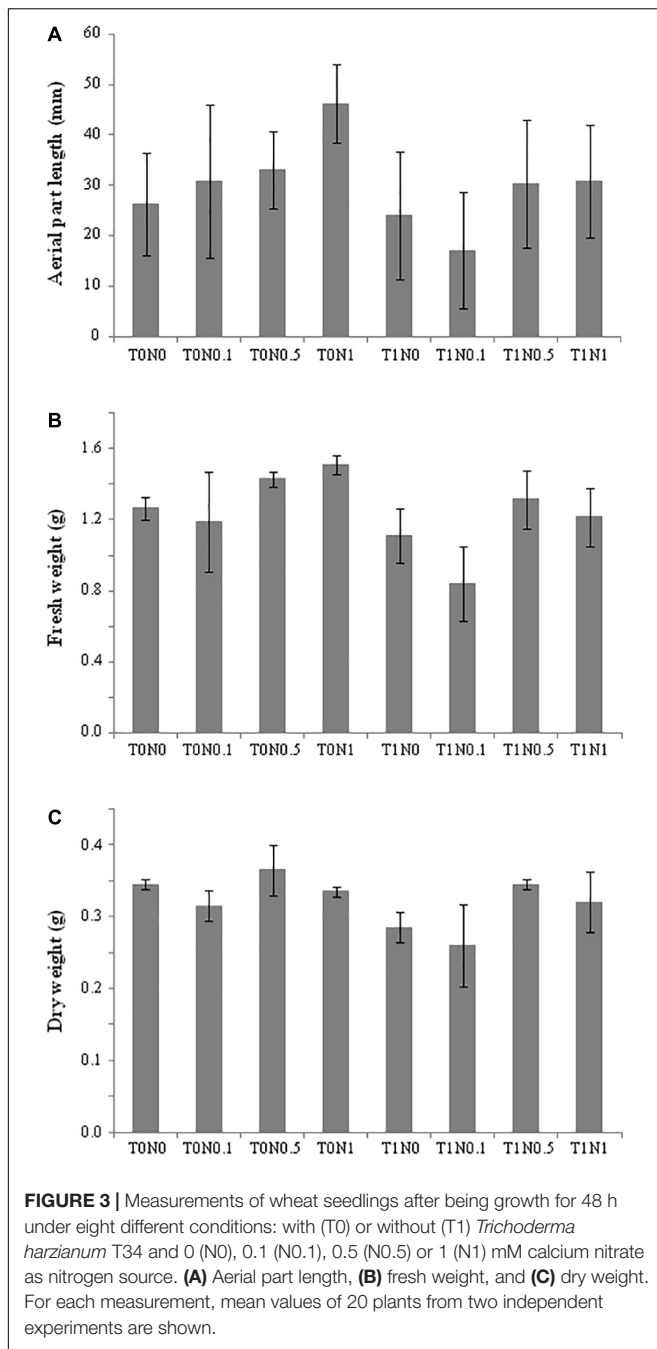 A
Aerial part length (mm)
60
50
40
30
20
10
0
T0N0 T0N0.1 T0N0.5 T0N1 T1N0 T1N0.1 T1N0.5 T1N1
B
Fresh weight (g)
1.6
1.2
0.8
0.4
0.0
T0N0 T0N0.1 T0N0.5 T0N1 T1N0 T1N0.1 T1N0.5 T1N1
C
Dry weight (g)
0.4
0.3
0.2
0.1
0.0
T0N0 T0N0.1 T0N0.5 T0N1 T1N0 T1N0.1 T1N0.5 T1N1
FIGURE 3 | Measurements of wheat seedlings after being growth for 48 h
under eight different conditions: with (T0) or without (T1) Trichoderma
harzianum T34 and 0 (N0), 0.1 (N0.1), 0.5 (N0.5) or 1 (N1) mM calcium nitrate
as nitrogen source. (A) Aerial part length, (B) fresh weight, and (C) dry weight.
For each measurement, mean values of 20 plants from two independent
experiments are shown.